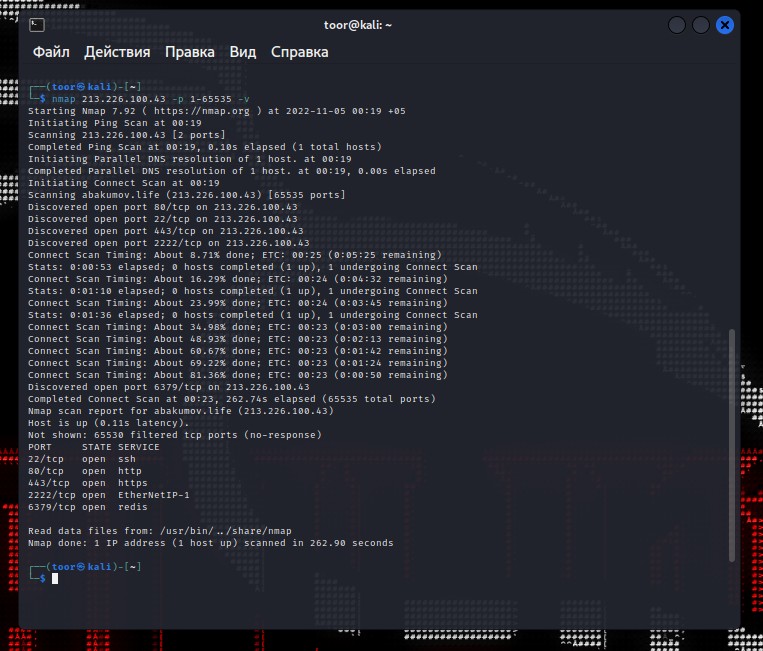 toor@kali: ~
Файл Действия Правка Вид Справка
┌──(toor㉿kali)-[~]
└─$ nmap 213.226.100.43 -p 1-65535 -v
Starting Nmap 7.92 ( https://nmap.org ) at 2022-11-05 00:19 +05
Initiating Ping Scan at 00:19
Scanning 213.226.100.43 [2 ports]
Completed Ping Scan at 00:19, 0.10s elapsed (1 total hosts)
Initiating Parallel DNS resolution of 1 host. at 00:19
Completed Parallel DNS resolution of 1 host. at 00:19, 0.00s elapsed
Initiating Connect Scan at 00:19
Scanning abakumov.life (213.226.100.43) [65535 ports]
Discovered open port 80/tcp on 213.226.100.43
Discovered open port 22/tcp on 213.226.100.43
Discovered open port 443/tcp on 213.226.100.43
Discovered open port 2222/tcp on 213.226.100.43
Connect Scan Timing: About 8.71% done; ETC: 00:25 (0:05:25 remaining)
Stats: 0:00:53 elapsed; 0 hosts completed (1 up), 1 undergoing Connect Scan
Connect Scan Timing: About 16.29% done; ETC: 00:24 (0:04:32 remaining)
Stats: 0:01:10 elapsed; 0 hosts completed (1 up), 1 undergoing Connect Scan
Connect Scan Timing: About 23.99% done; ETC: 00:24 (0:03:45 remaining)
Stats: 0:01:36 elapsed; 0 hosts completed (1 up), 1 undergoing Connect Scan
Connect Scan Timing: About 34.98% done; ETC: 00:23 (0:03:00 remaining)
Connect Scan Timing: About 48.93% done; ETC: 00:23 (0:02:13 remaining)
Connect Scan Timing: About 60.67% done; ETC: 00:23 (0:01:42 remaining)
Connect Scan Timing: About 69.22% done; ETC: 00:23 (0:01:24 remaining)
Connect Scan Timing: About 81.36% done; ETC: 00:23 (0:00:50 remaining)
Discovered open port 6379/tcp on 213.226.100.43
Completed Connect Scan at 00:23, 262.74s elapsed (65535 total ports)
Nmap scan report for abakumov.life (213.226.100.43)
Host is up (0.11s latency).
Not shown: 65530 filtered tcp ports (no-response)
PORT     STATE SERVICE
22/tcp   open  ssh
80/tcp   open  http
443/tcp  open  https
2222/tcp open  EtherNetIP-1
6379/tcp open  redis
Read data files from: /usr/bin/../share/nmap
Nmap done: 1 IP address (1 host up) scanned in 262.90 seconds
┌──(toor㉿kali)-[~]
└─$